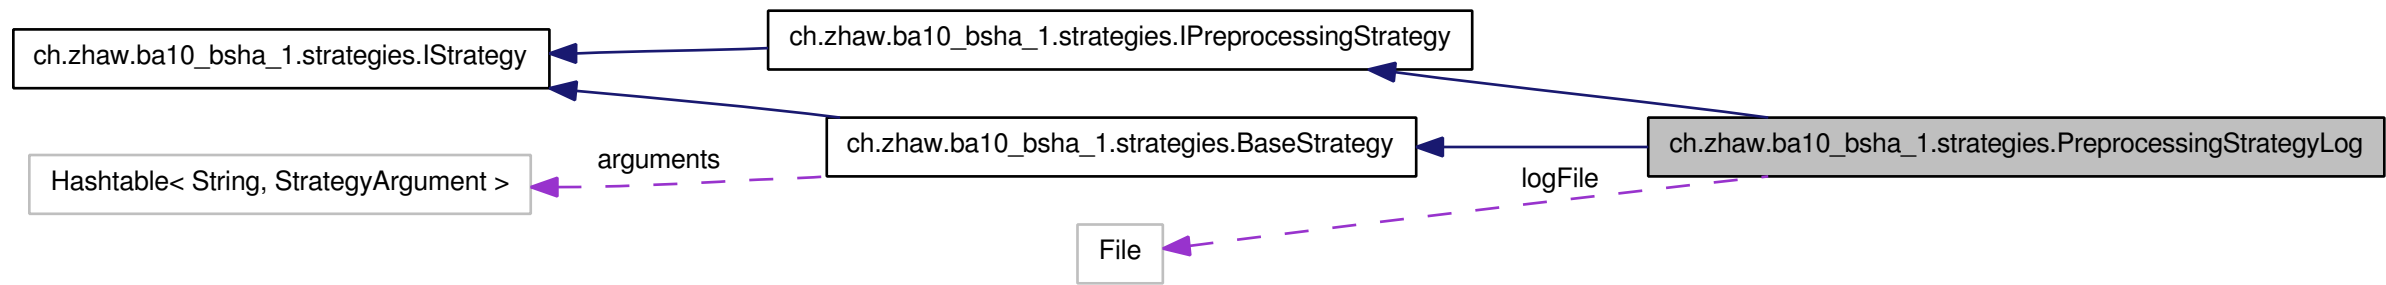 ch.zhaw.ba10_bsha_1.strategies.IStrategy
ch.zhaw.ba10_bsha_1.strategies.IPreprocessingStrategy
ch.zhaw.ba10_bsha_1.strategies.BaseStrategy
ch.zhaw.ba10_bsha_1.strategies.PreprocessingStrategyLog
arguments
Hashtable< String, StrategyArgument >
logFile
File